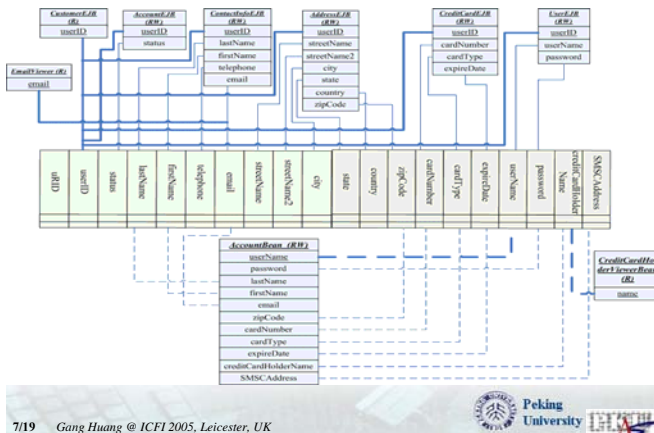 CustomerEJB
(R)
userID
AccountEJB
(RW)
userID
status
ContactInfoEJB
(RW)
userID
lastName
firstName
telephone
email
AddressEJB
(RW)
userID
streetName
streetName2
city
state
country
zipCode
CreditCardEJB
(RW)
userID
cardNumber
cardType
expireDate
UserEJB
(RW)
userID
userName
password
EmailViewer (R)
email
uRID
userID
status
lastName
firstName
telephone
email
streetName
streetName2
city
state
country
zipCode
cardNumber
cardType
expireDate
userName
password
creditCardHolder
Name
SMSCAddress
AccountBean (RW)
userName
password
lastName
firstName
email
zipCode
cardNumber
cardType
expireDate
creditCardHolderName
SMSCAddress
CreditCardHo
derViewerBean
(R)
name
7/19 Gang Huang @ ICFI 2005, Leicester, UK
Peking
University